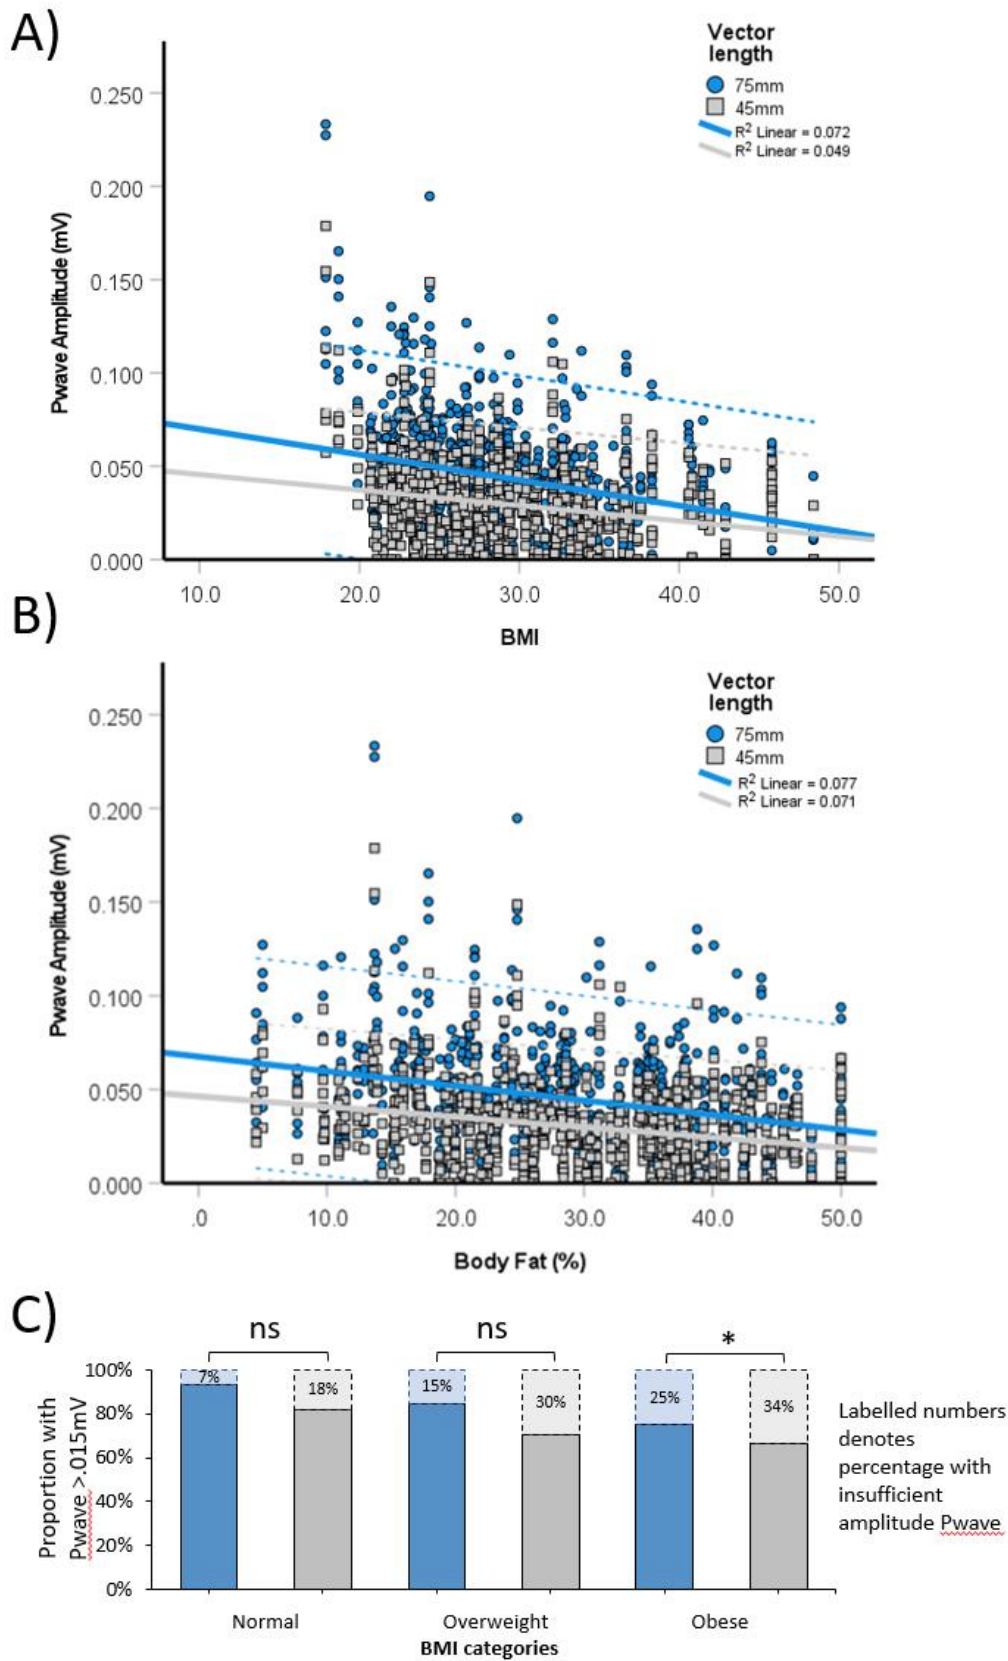 A)
Vector
length
75mm
45mm
R2 Linear = 0.072
R2 Linear = 0.049
0.250
0.200
0.150
0.100
0.050
0.000
Pwave Amplitude (mV)
10.0 20.0 30.0 40.0 50.0
BMI
B)
Vector
length
75mm
45mm
R2 Linear = 0.077
R2 Linear = 0.071
0.250
0.200
0.150
0.100
0.050
0.000
Pwave Amplitude (mV)
.0 10.0 20.0 30.0 40.0 50.0
Body Fat (%)
C)
ns ns *
100%
80%
60%
40%
20%
0%
Proportion with
Pwave >.015mV
7% 18% 15% 30% 25% 34%
Normal Overweight Obese
BMI categories
Labelled numbers
denotes
percentage with
insufficient
amplitude Pwave